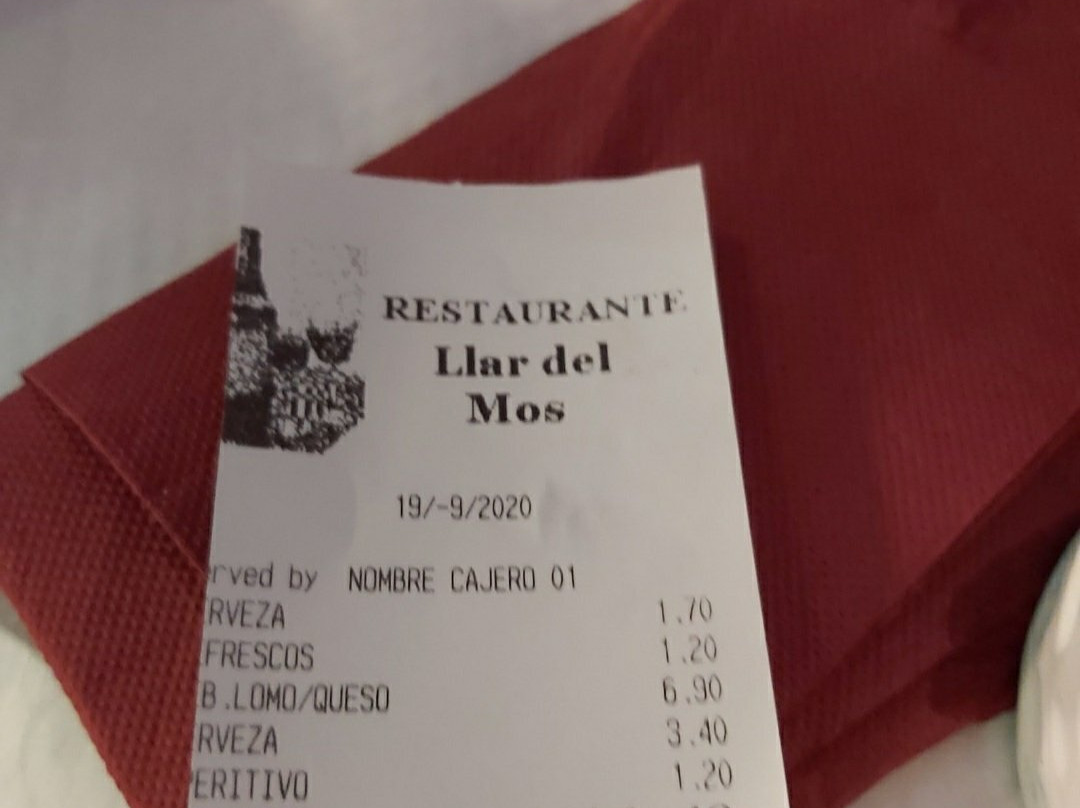 RESTAURANTE
Llar del
Mos
19/-9/2020
rved by NOMBRE CAJERO 01
RVEZA 1.70
FRESCOS 1.20
B.LOMO/QUESO 6.90
RVEZA 3.40
PERITIVO 1.20